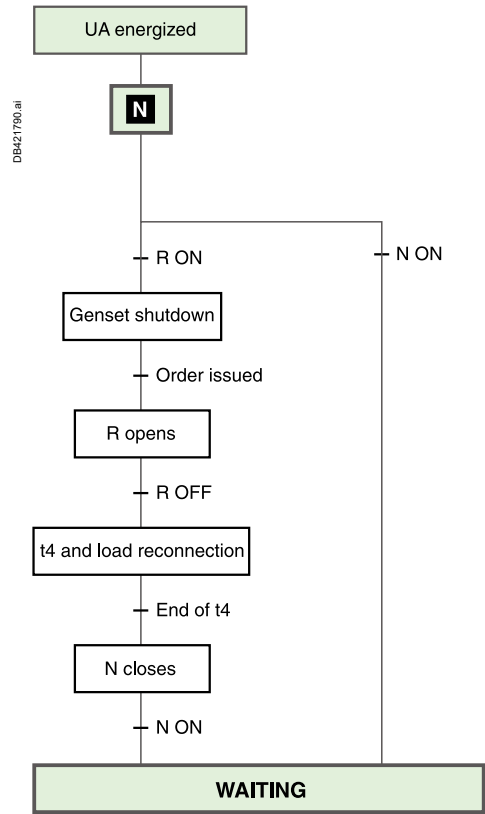 UA energized
DB421790.ai
N
R ON
N ON
Genset shutdown
Order issued
R opens
R OFF
t4 and load reconnection
End of t4
N closes
N ON
WAITING